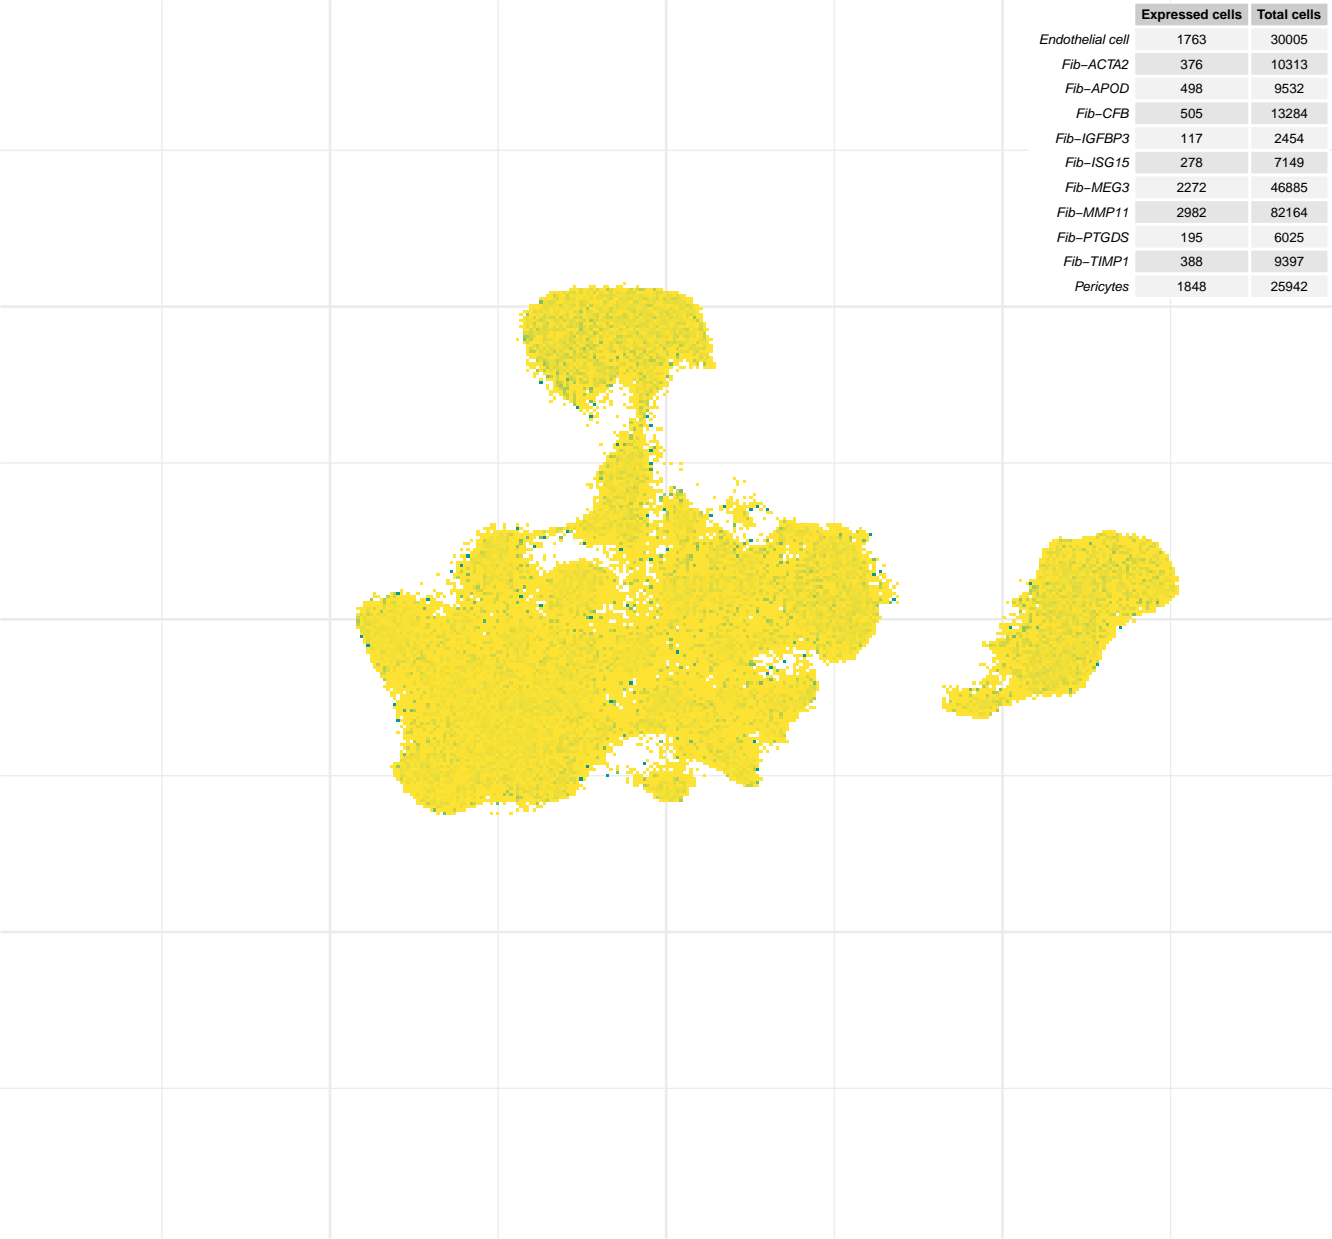 Expressed cells Total cells
Endothelial cell 1763 30005
Fib−ACTA2 376 10313
Fib−APOD 498 9532
Fib−CFB 505 13284
Fib−IGFBP3 117 2454
Fib−ISG15 278 7149
Fib−MEG3 2272 46885
Fib−MMP11 2982 82164
Fib−PTGDS 195 6025
Fib−TIMP1 388 9397
Pericytes 1848 25942